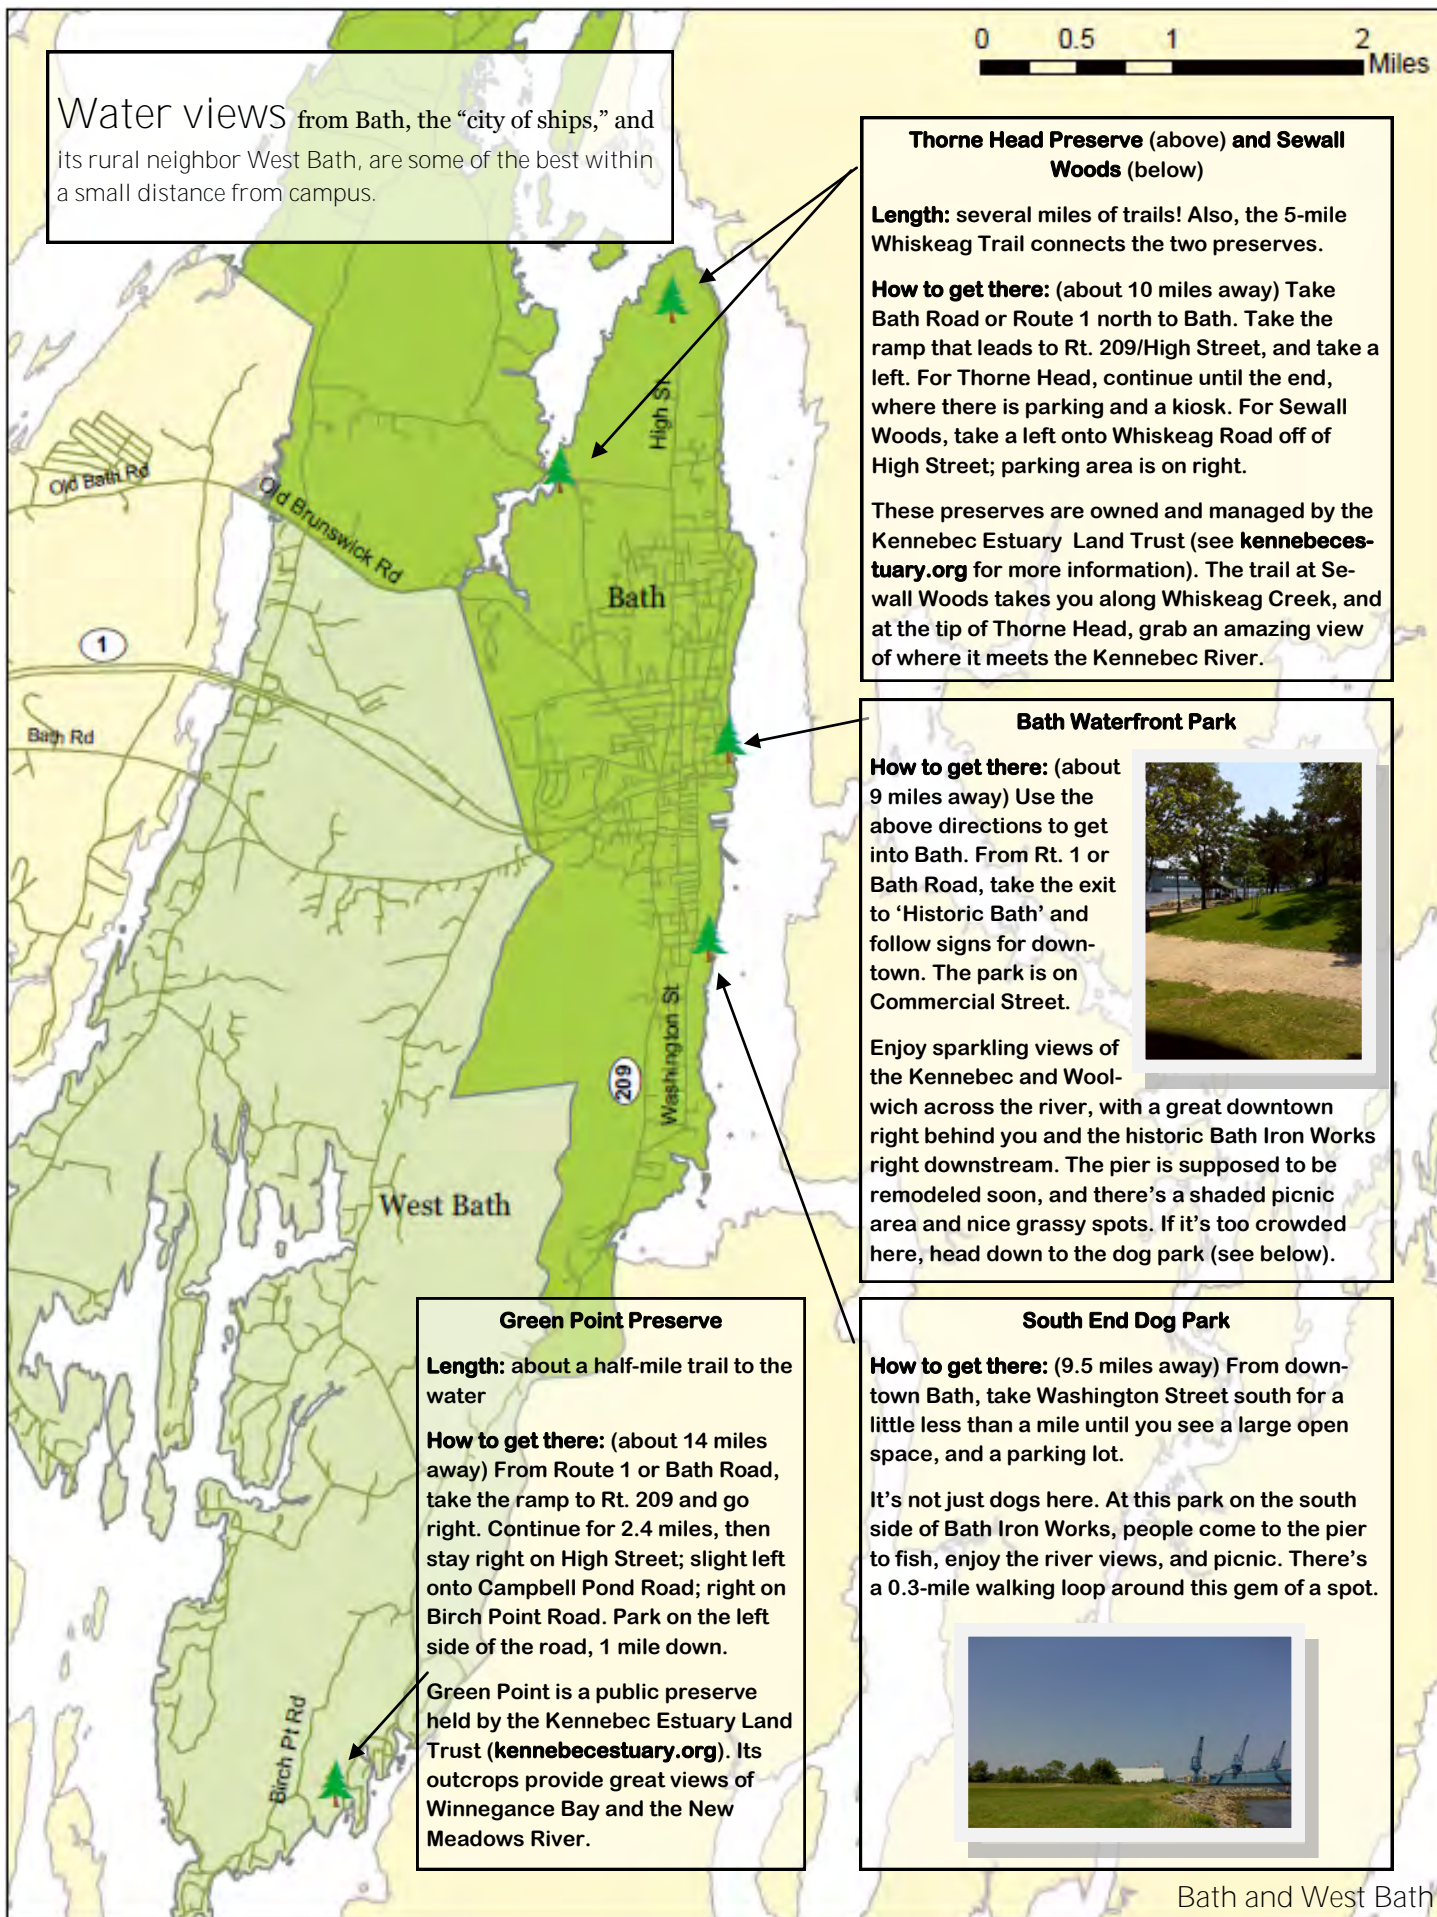 0 0.5 1 2
Miles
Water views from Bath, the “city of ships,” and
its rural neighbor West Bath, are some of the best within
a small distance from campus.
Thorne Head Preserve (above) and Sewall
Woods (below)
Length: several miles of trails! Also, the 5-mile
Whiskeag Trail connects the two preserves.
How to get there: (about 10 miles away) Take
Bath Road or Route 1 north to Bath. Take the
ramp that leads to Rt. 209/High Street, and take a
left. For Thorne Head, continue until the end,
where there is parking and a kiosk. For Sewall
Woods, take a left onto Whiskeag Road off of
High Street; parking area is on right.
These preserves are owned and managed by the
Kennebec Estuary Land Trust (see kennebeces-
tuary.org for more information). The trail at Se-
wall Woods takes you along Whiskeag Creek, and
at the tip of Thorne Head, grab an amazing view
of where it meets the Kennebec River.
High St
Old Bath Rd
Old Brunswick Rd
Bath
1
Bath Rd
Bath Waterfront Park
How to get there: (about
9 miles away) Use the
above directions to get
into Bath. From Rt. 1 or
Bath Road, take the exit
to ‘Historic Bath’ and
follow signs for down-
town. The park is on
Commercial Street.
Enjoy sparkling views of
the Kennebec and Wool-
wich across the river, with a great downtown
right behind you and the historic Bath Iron Works
right downstream. The pier is supposed to be
remodeled soon, and there’s a shaded picnic
area and nice grassy spots. If it’s too crowded
here, head down to the dog park (see below).
Washington St
209
West Bath
Green Point Preserve
Length: about a half-mile trail to the
water
How to get there: (about 14 miles
away) From Route 1 or Bath Road,
take the ramp to Rt. 209 and go
right. Continue for 2.4 miles, then
stay right on High Street; slight left
onto Campbell Pond Road; right on
Birch Point Road. Park on the left
side of the road, 1 mile down.
Green Point is a public preserve
held by the Kennebec Estuary Land
Trust (kennebecestuary.org). Its
outcrops provide great views of
Winnegance Bay and the New
Meadows River.
Birch Pt Rd
South End Dog Park
How to get there: (9.5 miles away) From down-
town Bath, take Washington Street south for a
little less than a mile until you see a large open
space, and a parking lot.
It’s not just dogs here. At this park on the south
side of Bath Iron Works, people come to the pier
to fish, enjoy the river views, and picnic. There’s
a 0.3-mile walking loop around this gem of a spot.
Bath and West Bath